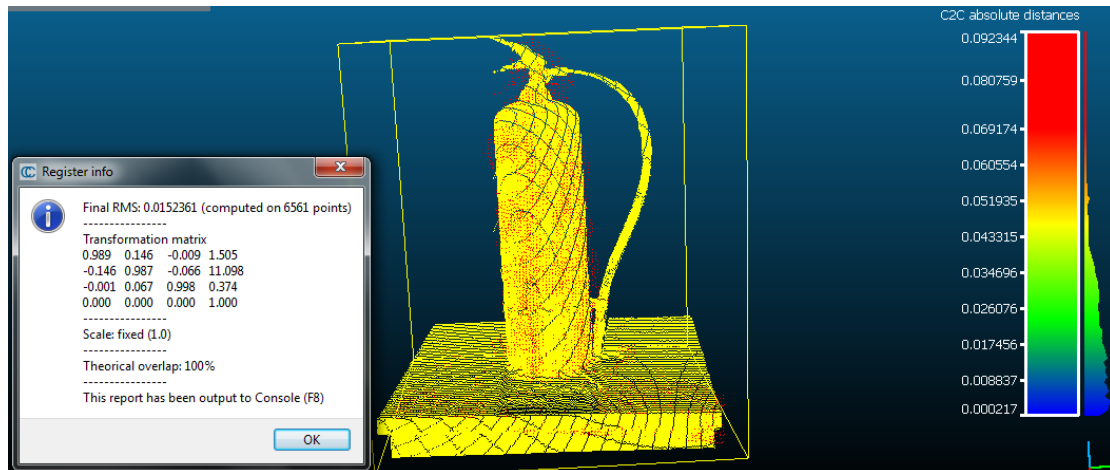 C2C absolute distances
0.092344
0.080759
0.069174
0.060554
0.051935
0.043315
0.034696
0.026076
0.017456
0.008837
0.000217
Register info
Final RMS: 0.0152361 (computed on 6561 points)
----------------
Transformation matrix
0.989 0.146 -0.009 1.505
-0.146 0.987 -0.066 11.098
-0.001 0.067 0.998 0.374
0.000 0.000 0.000 1.000
----------------
Scale: fixed (1.0)
----------------
Theorical overlap: 100%
----------------
This report has been output to Console (F8)
OK